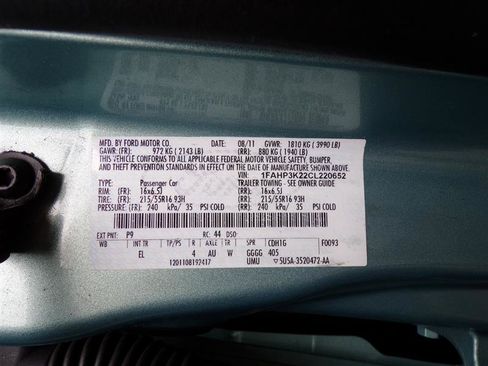 MFD. BY FORD MOTOR CO. DATE: 08/11 GVWR: 1810 KG ( 3990 LB)
GAWR:(FR): 972 KG ( 2143 LB) (RR): 880 KG ( 1940 LB)
THIS VEHICLE CONFORMS TO ALL APPLICABLE FEDERAL MOTOR VEHICLE SAFETY, BUMPER,
AND THEFT PREVENTION STANDARDS IN EFFECT ON THE DATE OF MANUFACTURE SHOWN ABOVE.
VIN: 1FAHP3K22CL220652
TYPE: Passenger Car TRAILER TOWING - SEE OWNER GUIDE
RIM: (FR): 16x6.5J (RR): 16x6.5J
TIRE: (FR): 215/55R16 93H (RR): 215/55R16 93H
PRESSURE:(FR): 240 kPa/ 35 PSI COLD (RR): 240 kPa/ 35 PSI COLD
EXT PNT: P9 RC: 44 DSO:
WB INT TR TP/PS R AXLE TR SPR CDH1G F0093
EL 4 AU W GGGG 405
1201108192417 UMU 5U5A-3520472-AA